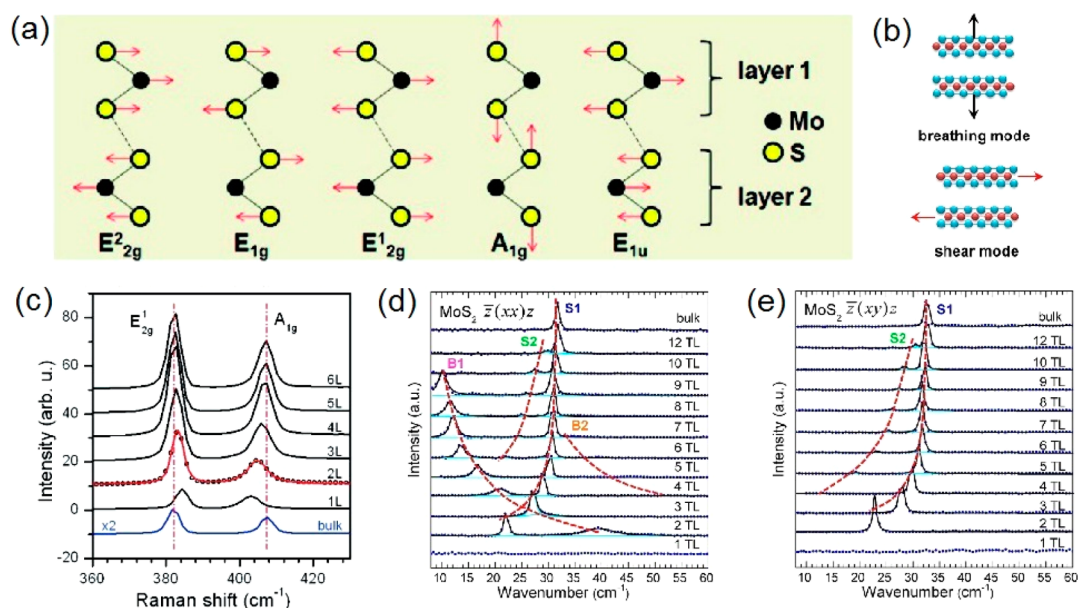 (a)
layer 1
Mo
S
layer 2
E²₂g
E₁g
E¹₂g
A₁g
E₁u
(b)
breathing mode
shear mode
(c)
E¹₂g
A₁g
6L
5L
4L
3L
2L
1L
x2
bulk
80
60
40
20
0
-20
360
380
400
420
Intensity (arb. u.)
Raman shift (cm⁻¹)
(d)
MoS₂ z̅(xx)z
S1
S2
B1
B2
bulk
12 TL
10 TL
9 TL
8 TL
7 TL
6 TL
5 TL
4 TL
3 TL
2 TL
1 TL
Intensity (a.u.)
10 15 20 25 30 35 40 45 50 55 60
Wavenumber (cm⁻¹)
(e)
MoS₂ z̅(xy)z
S1
S2
bulk
12 TL
10 TL
9 TL
8 TL
7 TL
6 TL
5 TL
4 TL
3 TL
2 TL
1 TL
Intensity (a.u.)
10 15 20 25 30 35 40 45 50 55 60
Wavenumber (cm⁻¹)